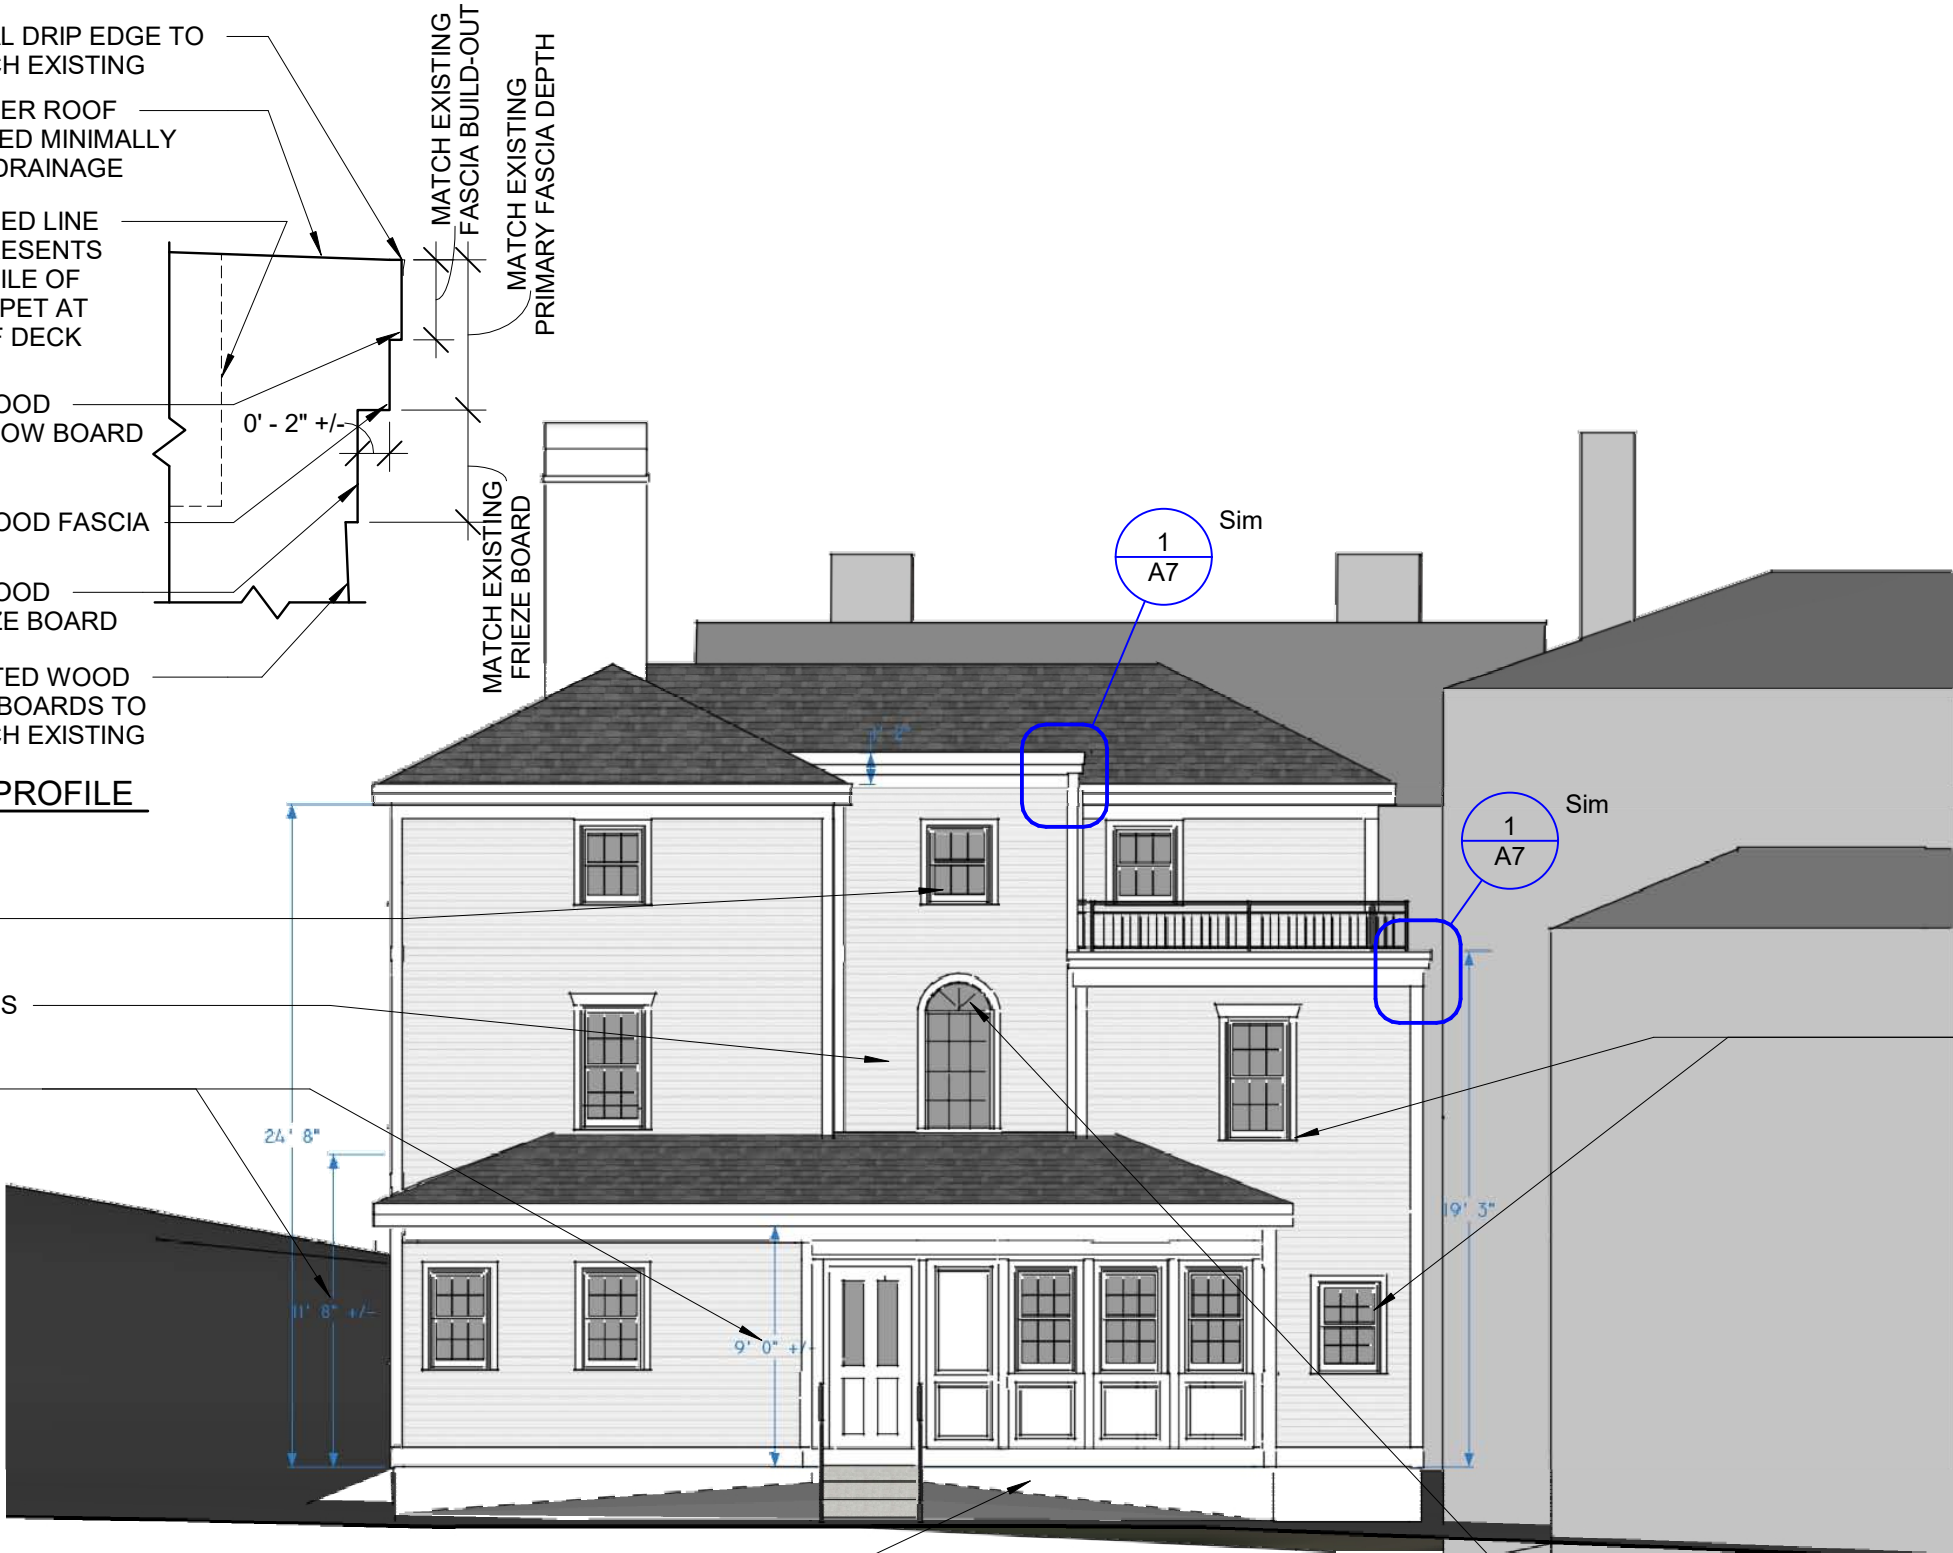 L DRIP EDGE TO
H EXISTING
ER ROOF
ED MINIMALLY
DRAINAGE
ED LINE
ESENTS
ILE OF
PET AT
F DECK
OOD
OW BOARD
OOD FASCIA
OOD
ZE BOARD
TED WOOD
BOARDS TO
CH EXISTING
PROFILE
MATCH EXISTING
FASCIA BUILD-OUT
MATCH EXISTING
PRIMARY FASCIA DEPTH
0' - 2" +/-
MATCH EXISTING
FRIEZE BOARD
1
A7
Sim
1
A7
Sim
S
24' 8"
11' 8" +/-
9' 0" +/-
19' 3"